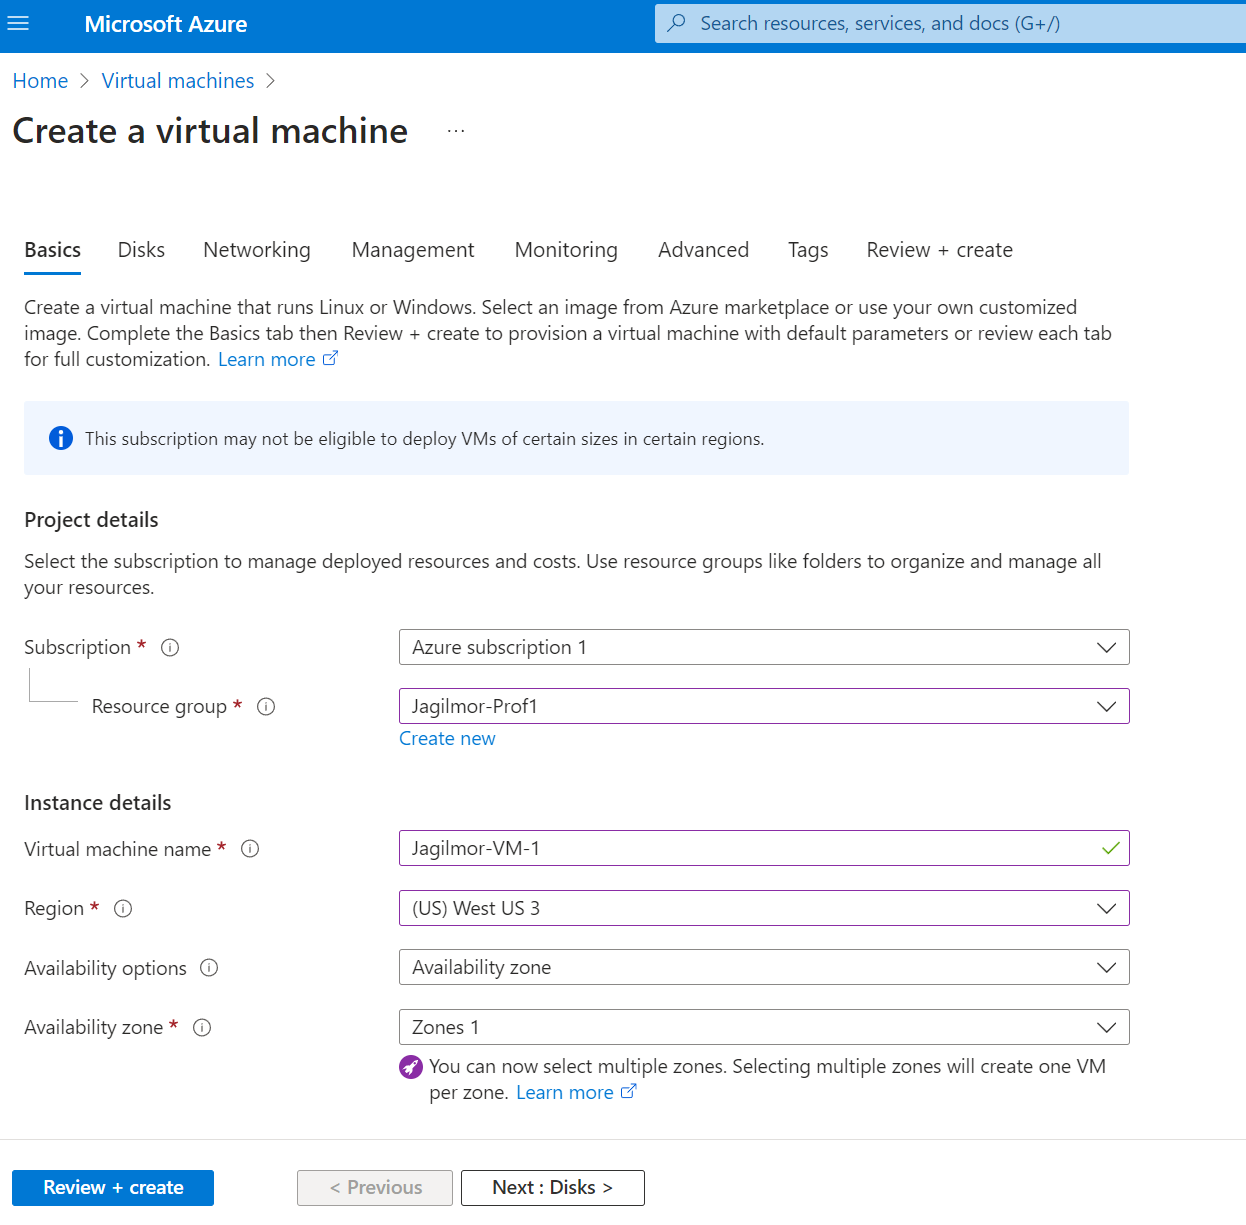 Microsoft Azure
Search resources, services, and docs (G+/)
Home > Virtual machines >
Create a virtual machine ...
Basics Disks Networking Management Monitoring Advanced Tags Review + create
Create a virtual machine that runs Linux or Windows. Select an image from Azure marketplace or use your own customized
image. Complete the Basics tab then Review + create to provision a virtual machine with default parameters or review each tab
for full customization. Learn more
This subscription may not be eligible to deploy VMs of certain sizes in certain regions.
Project details
Select the subscription to manage deployed resources and costs. Use resource groups like folders to organize and manage all
your resources.
Subscription * Azure subscription 1
Resource group * Jagilmor-Prof1
Create new
Instance details
Virtual machine name * Jagilmor-VM-1
Region * (US) West US 3
Availability options Availability zone
Availability zone * Zones 1
You can now select multiple zones. Selecting multiple zones will create one VM
per zone. Learn more
Review + create < Previous Next : Disks >